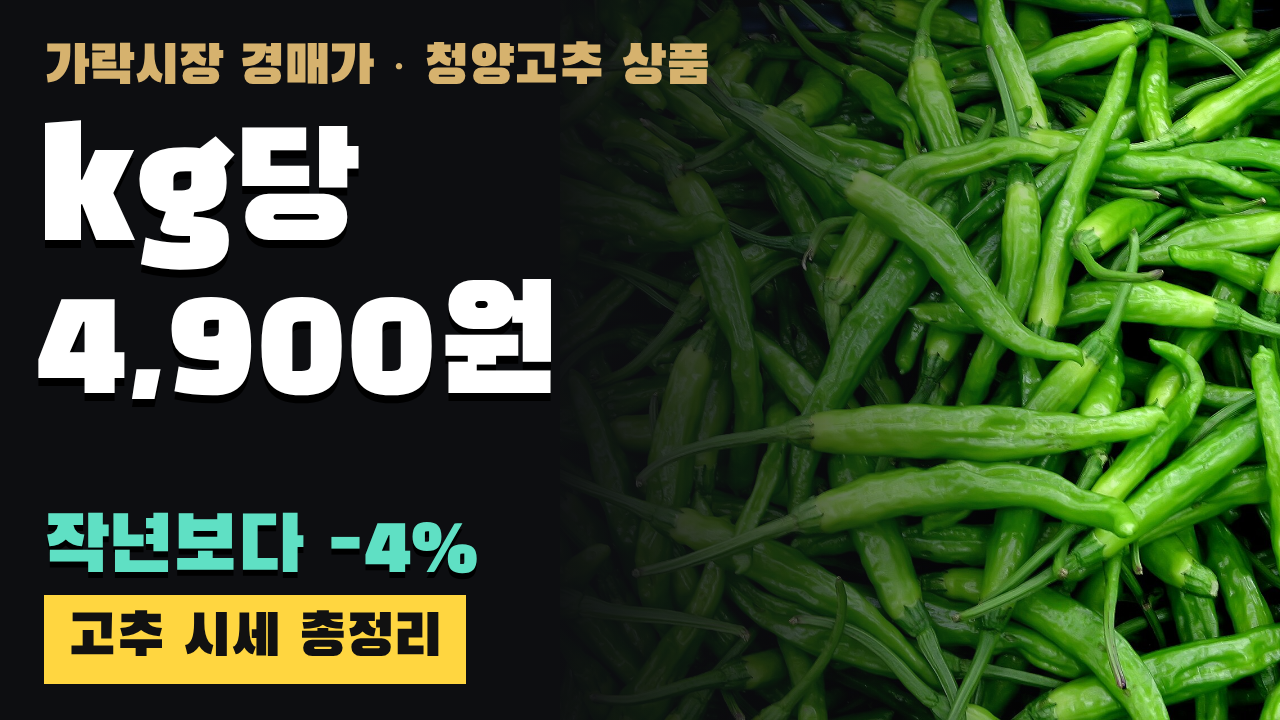 가락시장 경매가 · 청양고추 상품
kg당
4,900원
작년보다 -4%
고추 시세 총정리